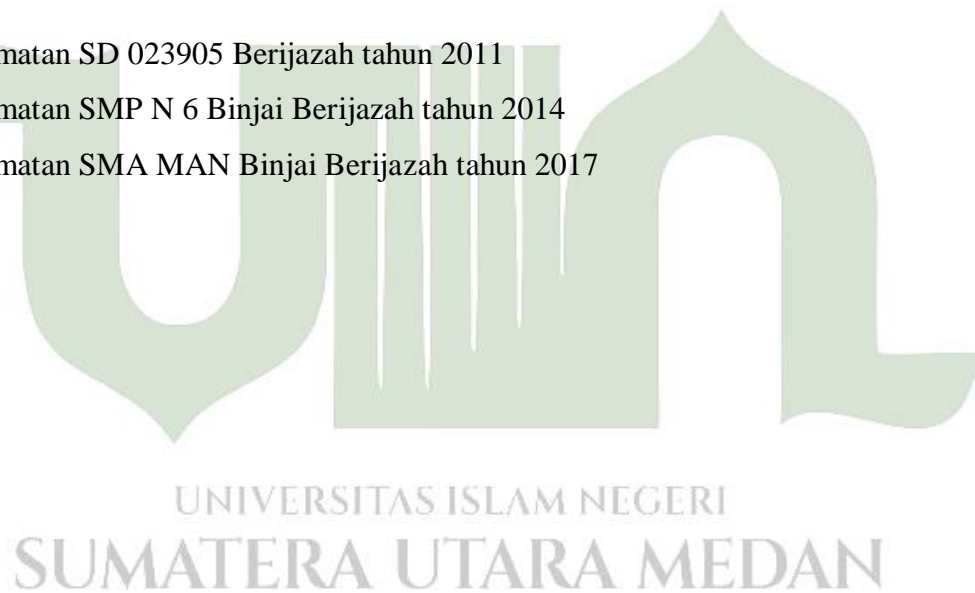 matan SD 023905 Berijazah tahun 2011
matan SMP N 6 Binjai Berijazah tahun 2014
matan SMA MAN Binjai Berijazah tahun 2017
UNIVERSITAS ISLAM NEGERI
SUMATERA UTARA MEDAN